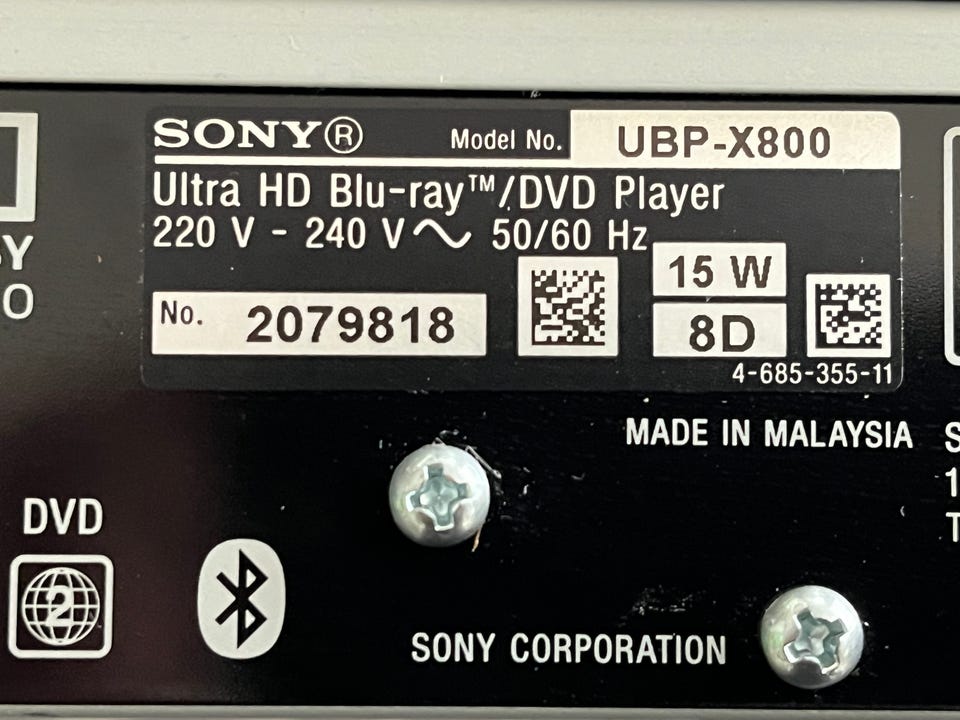 SONY® Model No. UBP-X800
Ultra HD Blu-ray™/DVD Player
220 V - 240 V ~ 50/60 Hz
15 W
No. 2079818
8D
4-685-355-11
MADE IN MALAYSIA
DVD
2
SONY CORPORATION